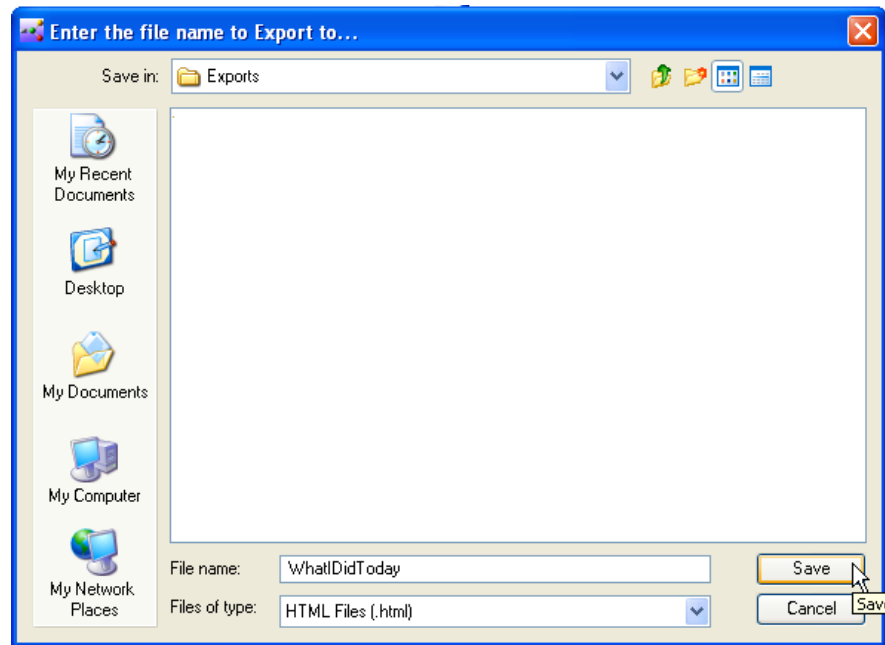 Enter the file name to Export to...
Save in:
Exports
My Recent
Documents
Desktop
My Documents
My Computer
My Network
Places
File name:
WhatIDidToday
Save
Files of type:
HTML Files (.html)
Cancel
Save